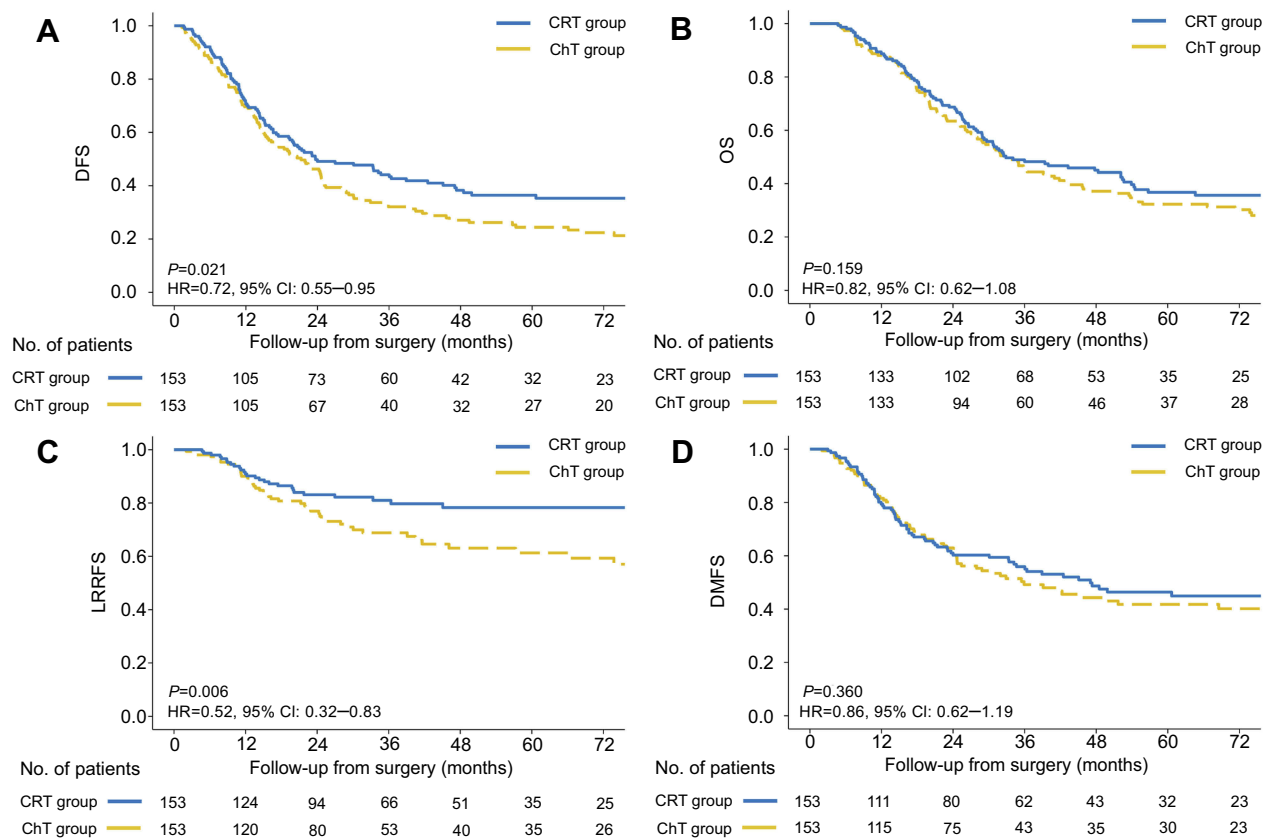 A
CRT group
ChT group
DFS
1.0
0.8
0.6
0.4
0.2
0.0
P=0.021
HR=0.72, 95% CI: 0.55–0.95
0 12 24 36 48 60 72
Follow-up from surgery (months)
No. of patients
CRT group 153 105 73 60 42 32 23
ChT group 153 105 67 40 32 27 20
B
CRT group
ChT group
OS
1.0
0.8
0.6
0.4
0.2
0.0
P=0.159
HR=0.82, 95% CI: 0.62–1.08
0 12 24 36 48 60 72
Follow-up from surgery (months)
No. of patients
CRT group 153 133 102 68 53 35 25
ChT group 153 133 94 60 46 37 28
C
CRT group
ChT group
LRRFS
1.0
0.8
0.6
0.4
0.2
0.0
P=0.006
HR=0.52, 95% CI: 0.32–0.83
0 12 24 36 48 60 72
Follow-up from surgery (months)
No. of patients
CRT group 153 124 94 66 51 35 25
ChT group 153 120 80 53 40 35 26
D
CRT group
ChT group
DMFS
1.0
0.8
0.6
0.4
0.2
0.0
P=0.360
HR=0.86, 95% CI: 0.62–1.19
0 12 24 36 48 60 72
Follow-up from surgery (months)
No. of patients
CRT group 153 111 80 62 43 32 23
ChT group 153 115 75 43 35 30 23